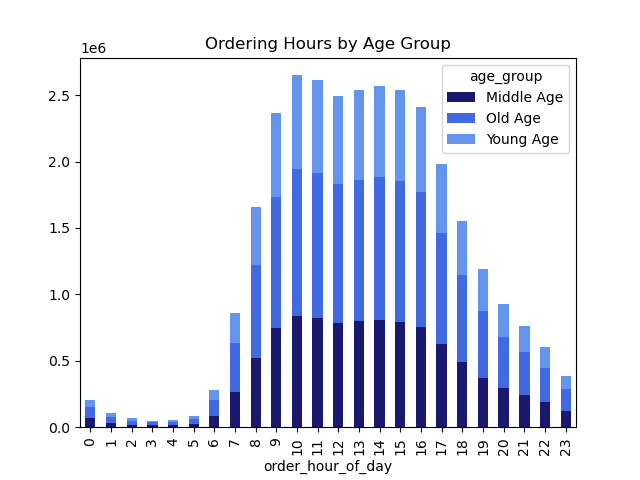 Ordering Hours by Age Group
1e6
age_group
Middle Age
Old Age
Young Age
2.5
2.0
1.5
1.0
0.5
0.0
0 1 2 3 4 5 6 7 8 9 10 11 12 13 14 15 16 17 18 19 20 21 22 23
order_hour_of_day